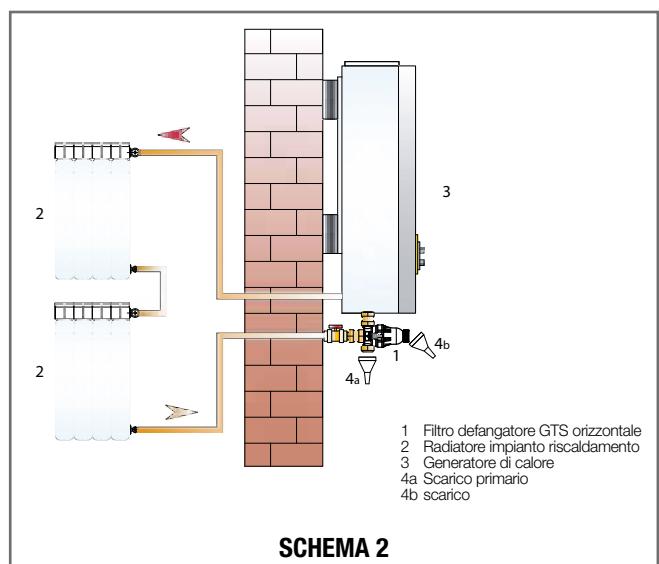 2
3
2
1
4b
4a
1 Filtro defangatore GTS orizzontale
2 Radiatore impianto riscaldamento
3 Generatore di calore
4a Scarico primario
4b scarico
SCHEMA 2